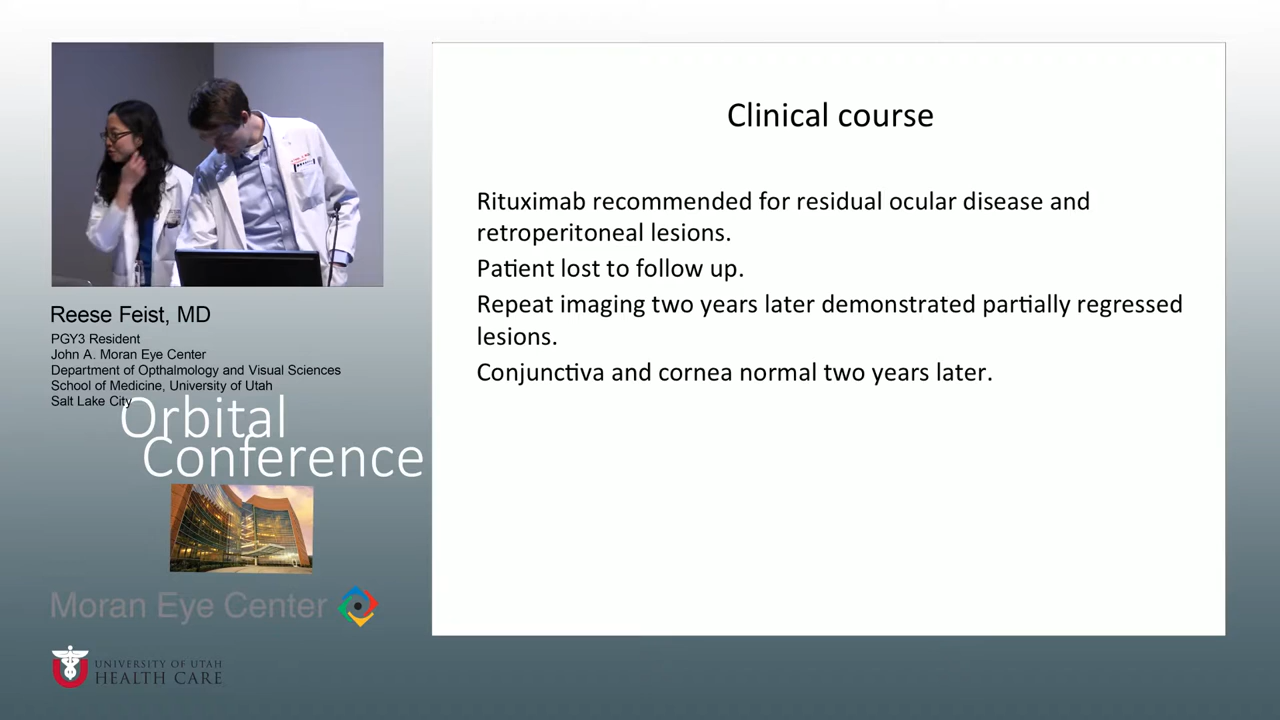 Clinical course
Rituximab recommended for residual ocular disease and
retroperitoneal lesions.
Patient lost to follow up.
Repeat imaging two years later demonstrated partially regressed
lesions.
Conjunctiva and cornea normal two years later.
Reese Feist, MD
PGY3 Resident
John A. Moran Eye Center
Department of Opthalmology and Visual Sciences
School of Medicine, University of Utah
Salt Lake City
Orbital
Conference
Moran Eye Center
UNIVERSITY OF UTAH
HEALTH CARE